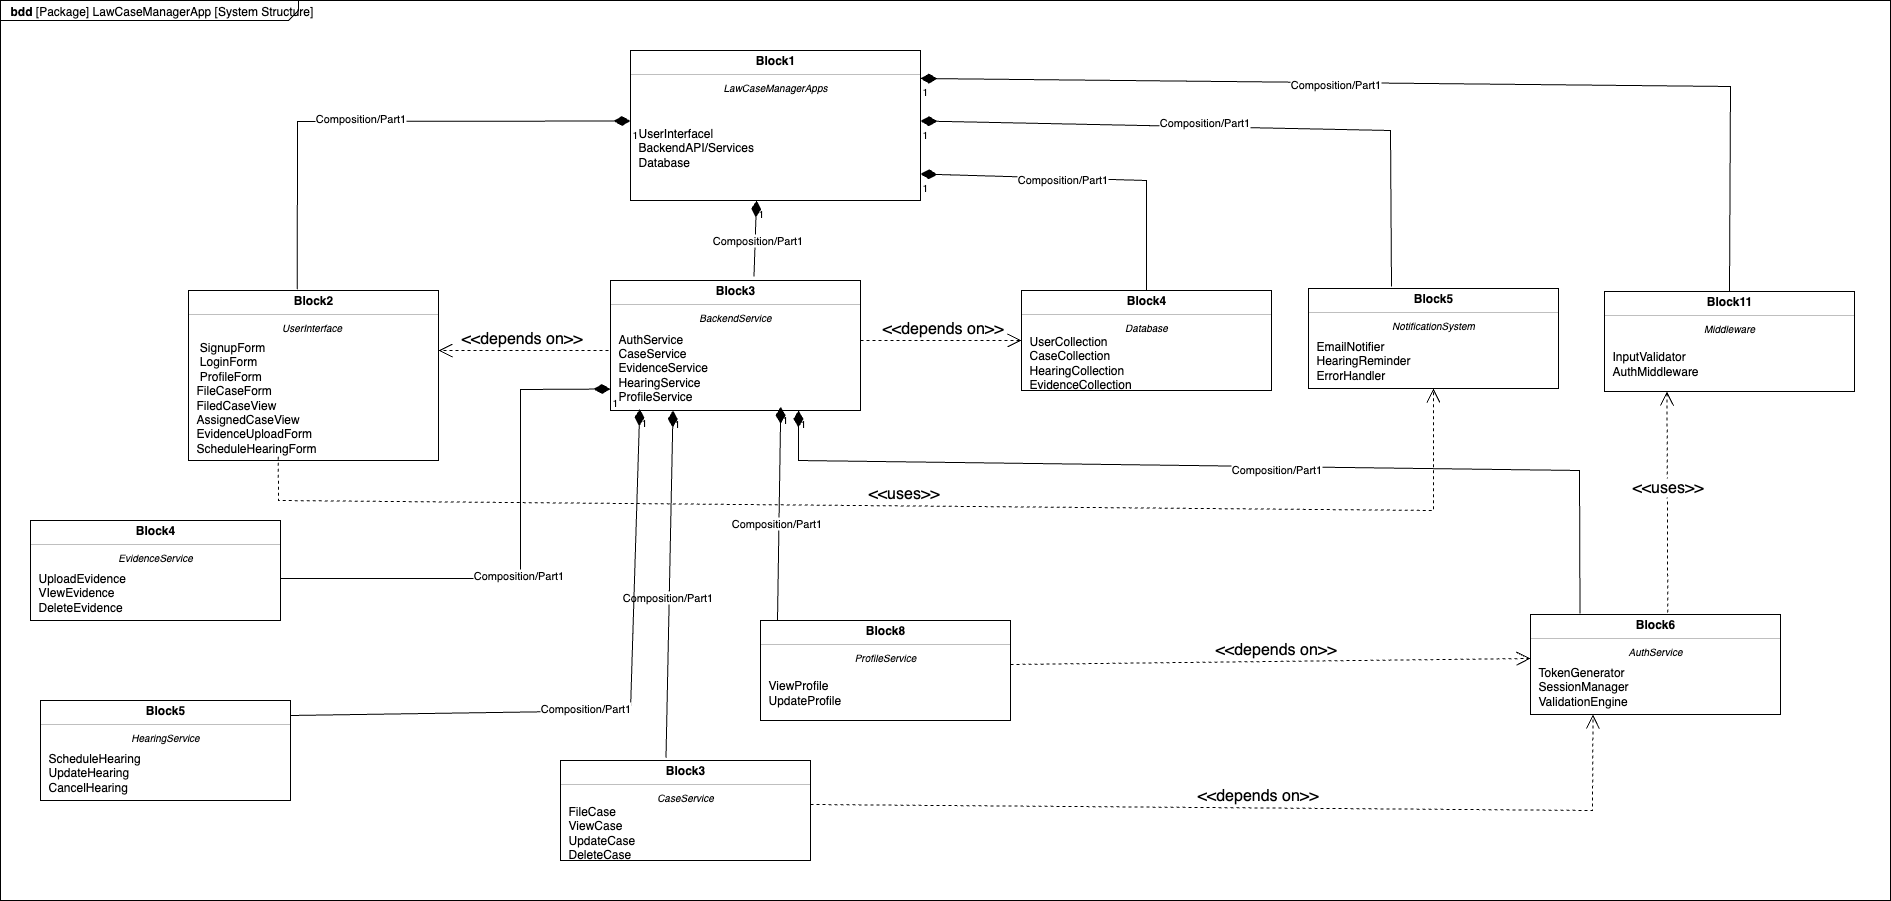 bdd [Package] LawCaseManagerApp [System Structure]
Block1
LawCaseManagerApps
UserInterfacel
BackendAPI/Services
Database
1
1
1
1
1
Composition/Part1
Composition/Part1
Composition/Part1
Composition/Part1
Composition/Part1
Block2
UserInterface
SignupForm
LoginForm
ProfileForm
FileCaseForm
FiledCaseView
AssignedCaseView
EvidenceUploadForm
ScheduleHearingForm
<<depends on>>
Block3
BackendService
AuthService
CaseService
EvidenceService
HearingService
ProfileService
1
1
1
1
1
<<depends on>>
Block4
Database
UserCollection
CaseCollection
HearingCollection
EvidenceCollection
Block5
NotificationSystem
EmailNotifier
HearingReminder
ErrorHandler
Block11
Middleware
InputValidator
AuthMiddleware
Composition/Part1
<<uses>>
<<uses>>
Composition/Part1
Block4
EvidenceService
UploadEvidence
VIewEvidence
DeleteEvidence
Composition/Part1
Composition/Part1
Block8
ProfileService
ViewProfile
UpdateProfile
<<depends on>>
Block6
AuthService
TokenGenerator
SessionManager
ValidationEngine
Block5
HearingService
ScheduleHearing
UpdateHearing
CancelHearing
Composition/Part1
Block3
CaseService
FileCase
ViewCase
UpdateCase
DeleteCase
<<depends on>>